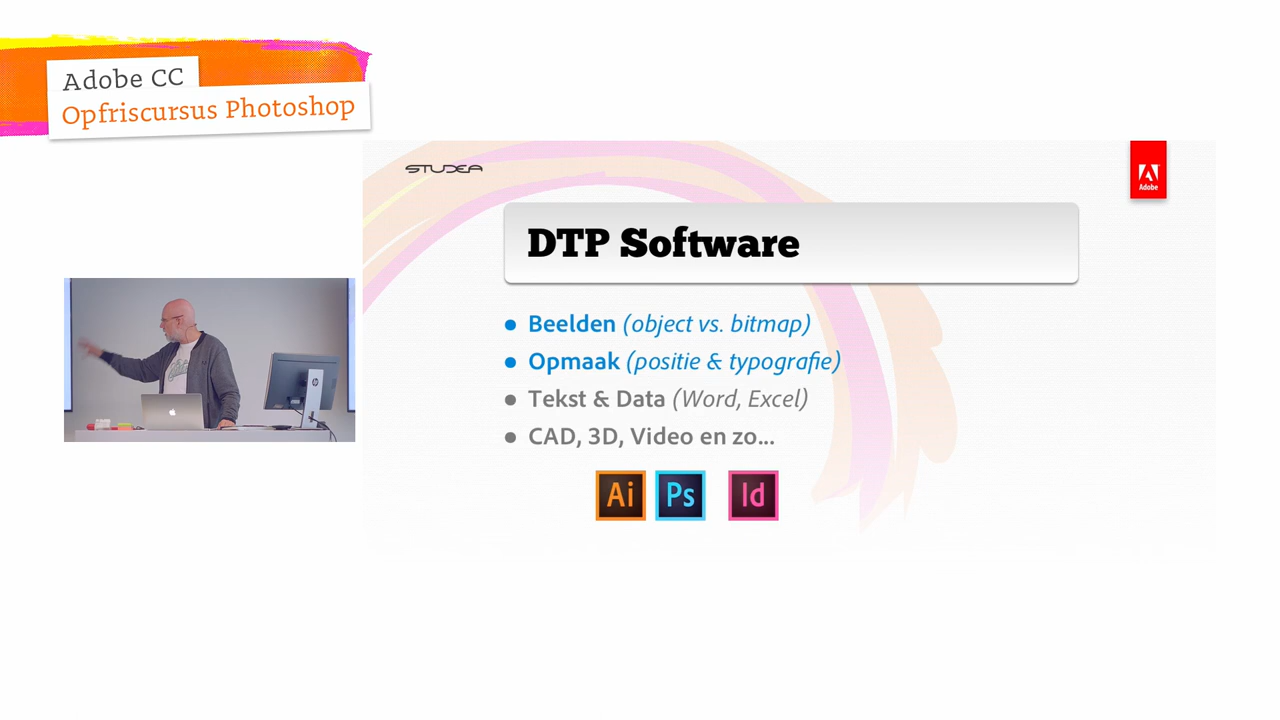 Adobe CC
Opfriscursus Photoshop
STUDEA
Adobe
DTP Software
• Beelden (object vs. bitmap)
• Opmaak (positie & typografie)
• Tekst & Data (Word, Excel)
• CAD, 3D, Video en zo...
Ai Ps Id
hp